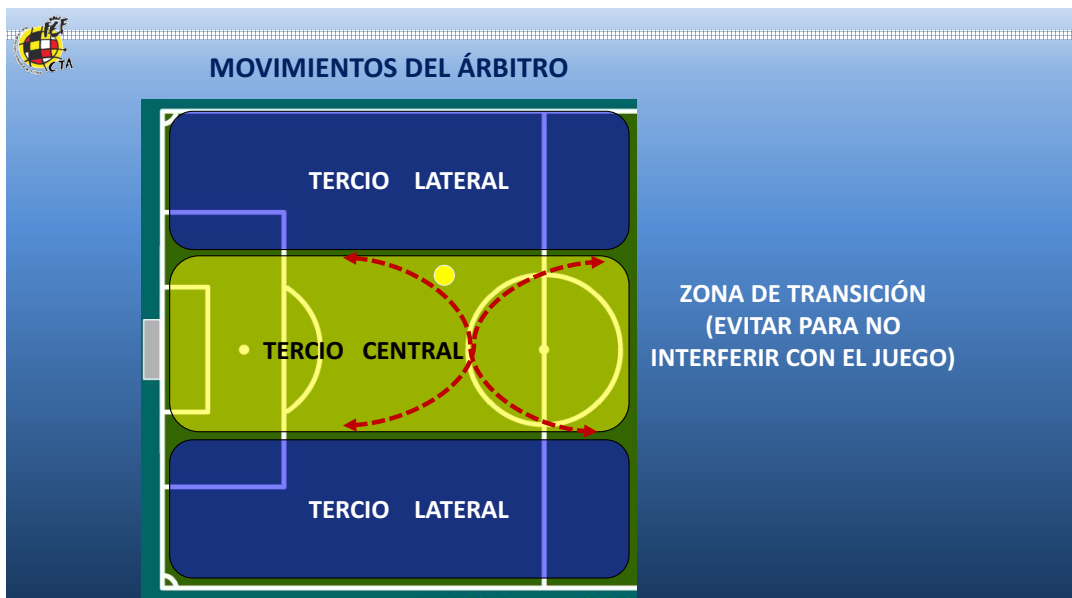 RFEF
CTA
MOVIMIENTOS DEL ÁRBITRO
TERCIO LATERAL
TERCIO CENTRAL
TERCIO LATERAL
ZONA DE TRANSICIÓN
(EVITAR PARA NO
INTERFERIR CON EL JUEGO)